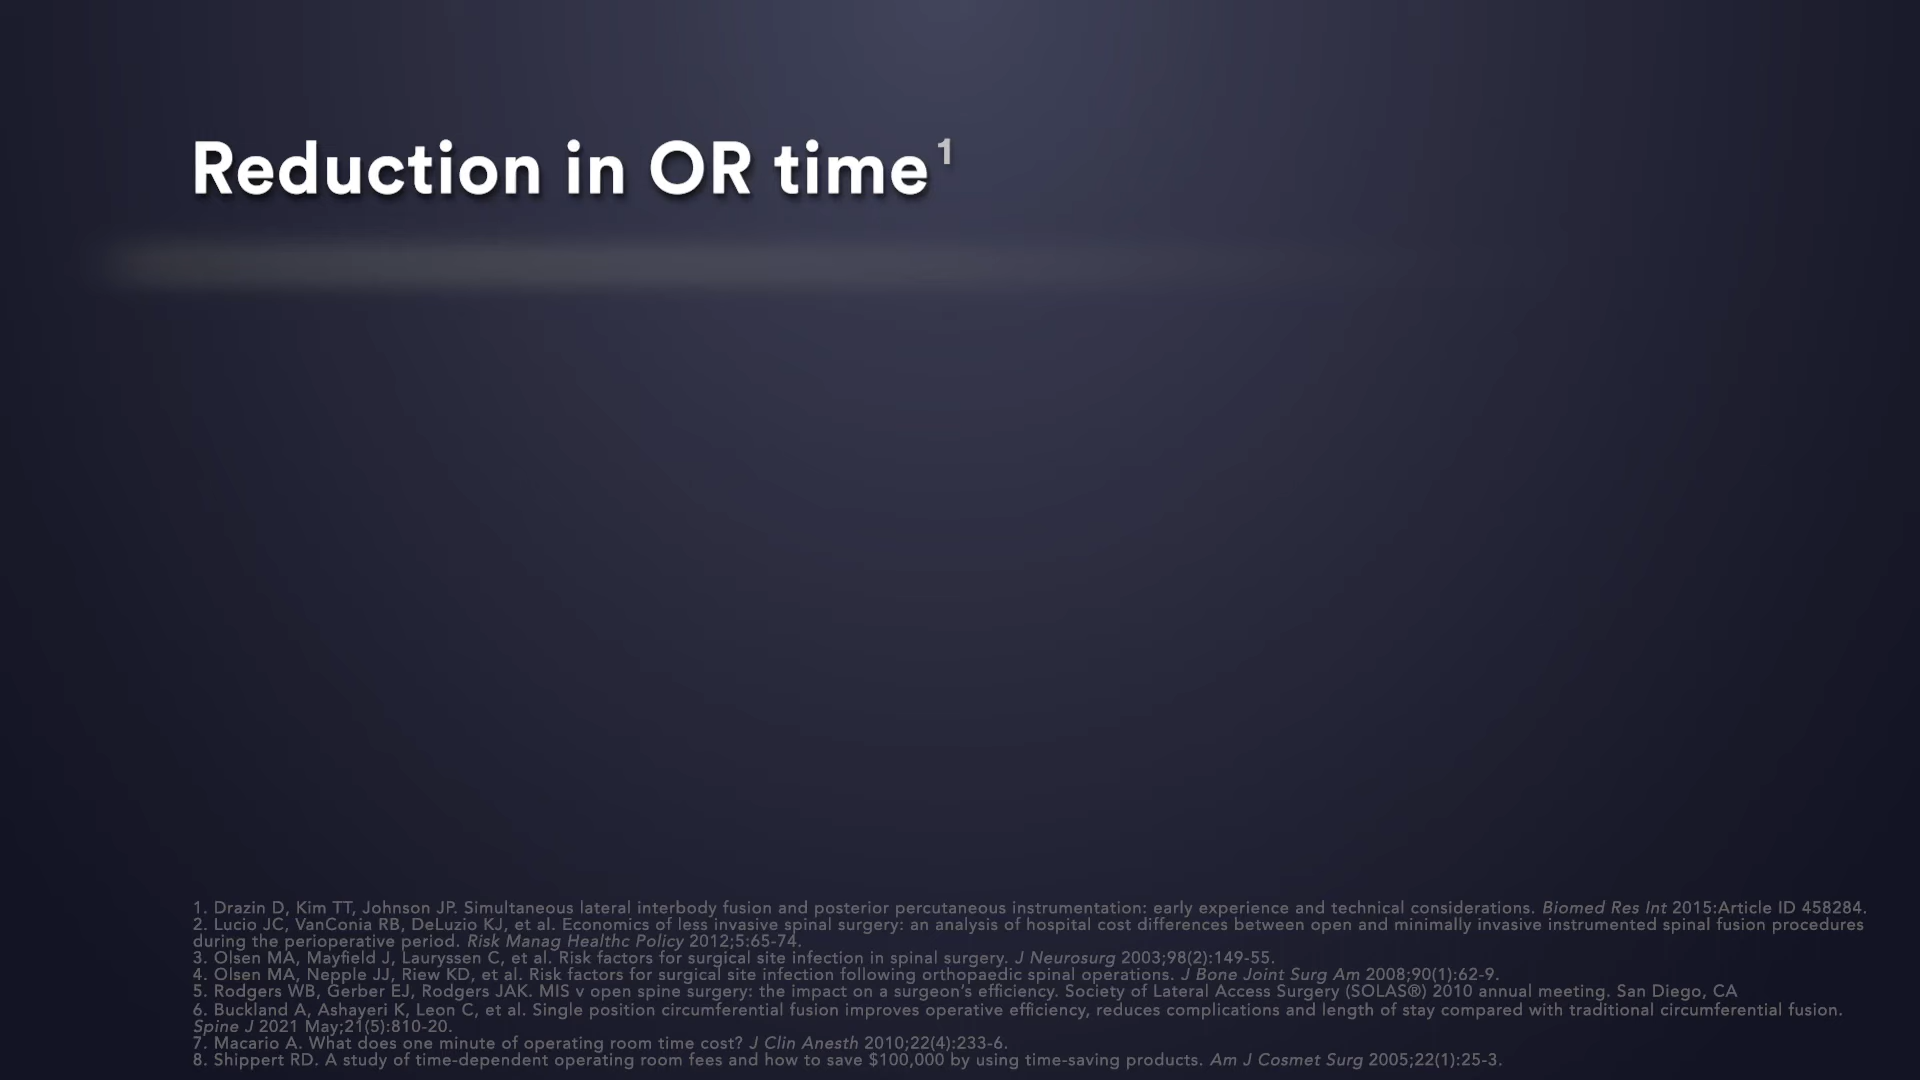 Reduction in OR time¹
1. Drazin D, Kim TT, Johnson JP. Simultaneous lateral interbody fusion and posterior percutaneous instrumentation: early experience and technical considerations. Biomed Res Int 2015:Article ID 458284.
2. Lucio JC, VanConia RB, DeLuzio KJ, et al. Economics of less invasive spinal surgery: an analysis of hospital cost differences between open and minimally invasive instrumented spinal fusion procedures
during the perioperative period. Risk Manag Healthc Policy 2012;5:65-74.
3. Olsen MA, Mayfield J, Lauryssen C, et al. Risk factors for surgical site infection in spinal surgery. J Neurosurg 2003;98(2):149-55.
4. Olsen MA, Nepple JJ, Riew KD, et al. Risk factors for surgical site infection following orthopaedic spinal operations. J Bone Joint Surg Am 2008;90(1):62-9.
5. Rodgers WB, Gerber EJ, Rodgers JAK. MIS v open spine surgery: the impact on a surgeon's efficiency. Society of Lateral Access Surgery (SOLAS®) 2010 annual meeting. San Diego, CA
6. Buckland A, Ashayeri K, Leon C, et al. Single position circumferential fusion improves operative efficiency, reduces complications and length of stay compared with traditional circumferential fusion.
Spine J 2021 May;21(5):810-20.
7. Macario A. What does one minute of operating room time cost? J Clin Anesth 2010;22(4):233-6.
8. Shippert RD. A study of time-dependent operating room fees and how to save $100,000 by using time-saving products. Am J Cosmet Surg 2005;22(1):25-3.